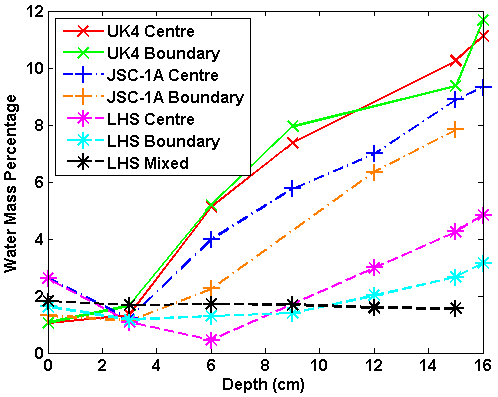 12
10
8
6
4
2
0
Water Mass Percentage
UK4 Centre
UK4 Boundary
JSC-1A Centre
JSC-1A Boundary
LHS Centre
LHS Boundary
LHS Mixed
0 2 4 6 8 10 12 14 16
Depth (cm)